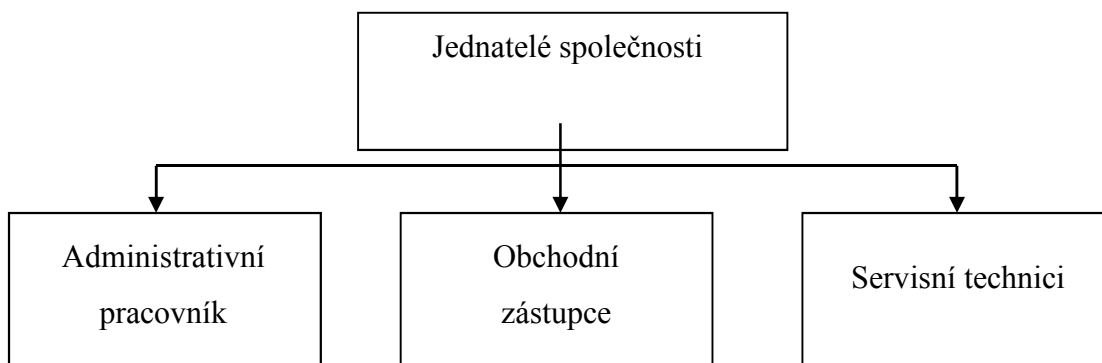 Jednatelé společnosti
Administrativní
pracovník
Obchodní
zástupce
Servisní technici